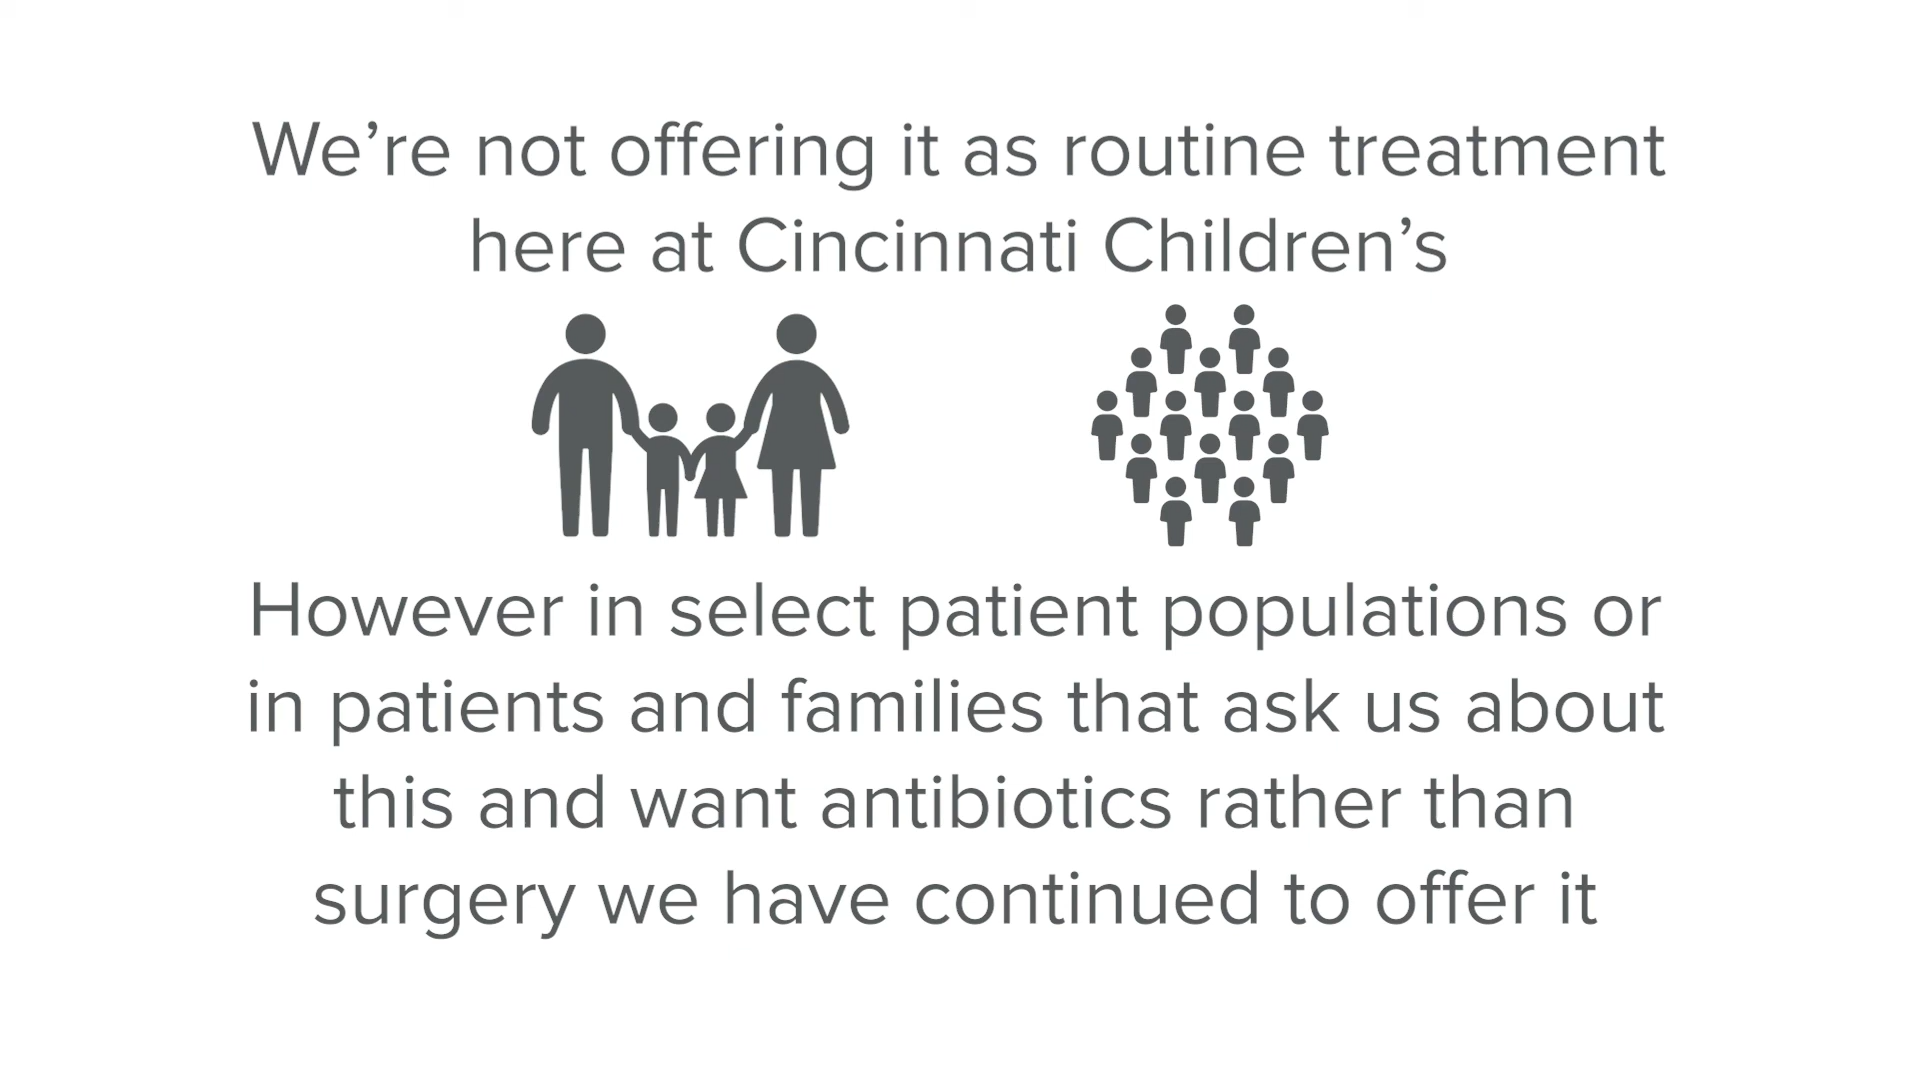 We’re not offering it as routine treatment
here at Cincinnati Children’s
However in select patient populations or
in patients and families that ask us about
this and want antibiotics rather than
surgery we have continued to offer it